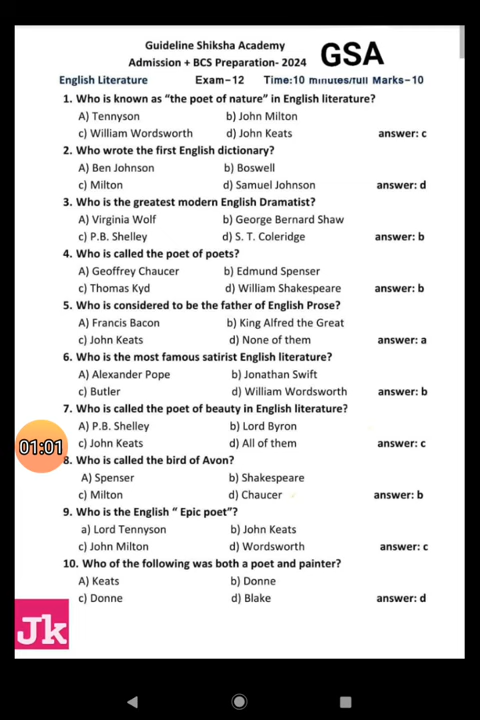 Guideline Shiksha Academy
GSA
Admission + BCS Preparation- 2024
English Literature Exam-12 Time:10 minutes/full Marks-10
1. Who is known as "the poet of nature" in English literature?
A) Tennyson b) John Milton
c) William Wordsworth d) John Keats answer: c
2. Who wrote the first English dictionary?
A) Ben Johnson b) Boswell
c) Milton d) Samuel Johnson answer: d
3. Who is the greatest modern English Dramatist?
A) Virginia Wolf b) George Bernard Shaw
c) P.B. Shelley d) S. T. Coleridge answer: b
4. Who is called the poet of poets?
A) Geoffrey Chaucer b) Edmund Spenser
c) Thomas Kyd d) William Shakespeare answer: b
5. Who is considered to be the father of English Prose?
A) Francis Bacon b) King Alfred the Great
c) John Keats d) None of them answer: a
6. Who is the most famous satirist English literature?
A) Alexander Pope b) Jonathan Swift
c) Butler d) William Wordsworth answer: b
7. Who is called the poet of beauty in English literature?
A) P.B. Shelley b) Lord Byron
c) John Keats d) All of them answer: c
01:01
8. Who is called the bird of Avon?
A) Spenser b) Shakespeare
c) Milton d) Chaucer answer: b
9. Who is the English " Epic poet"?
a) Lord Tennyson b) John Keats
c) John Milton d) Wordsworth answer: c
10. Who of the following was both a poet and painter?
A) Keats b) Donne
c) Donne d) Blake answer: d
Jk